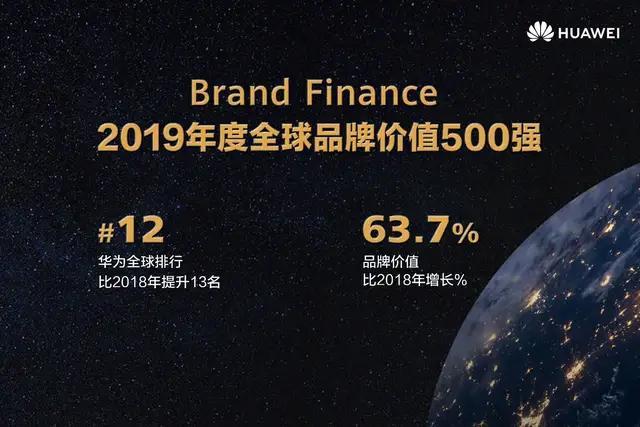 HUAWEI
Brand Finance
2019年度全球品牌价值500强
#12
华为全球排行
比2018年提升13名
63.7%
品牌价值
比2018年增长%